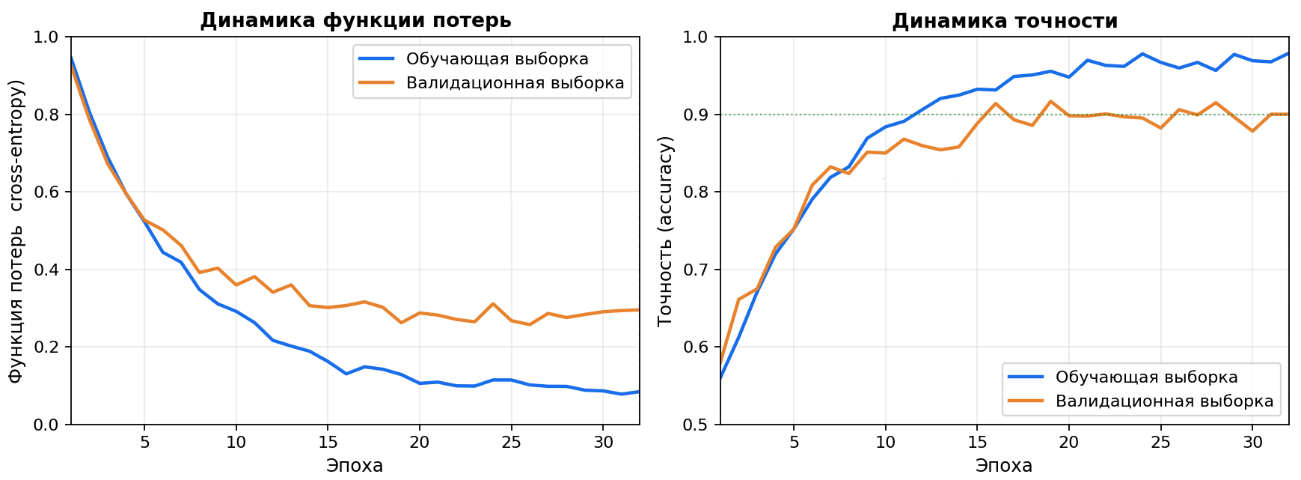 Динамика функции потерь
Функция потерь cross-entropy)
1.0
0.8
0.6
0.4
0.2
0.0
Обучающая выборка
Валидационная выборка
5 10 15 20 25 30
Эпоха
Динамика точности
Точность (accuracy)
1.0
0.9
0.8
0.7
0.6
0.5
Обучающая выборка
Валидационная выборка
5 10 15 20 25 30
Эпоха